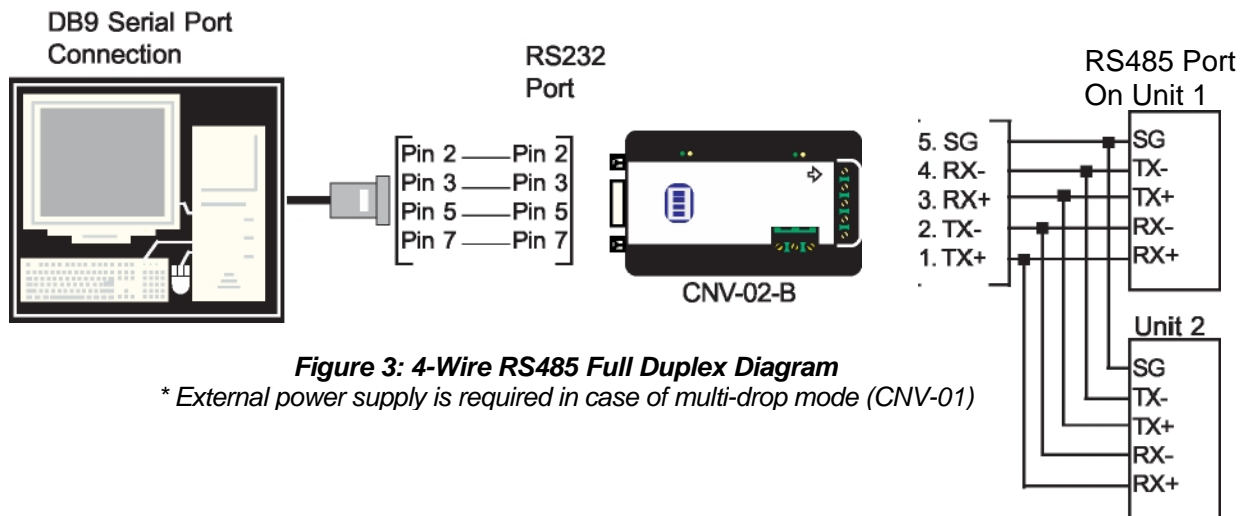 DB9 Serial Port
Connection
RS232
Port
RS485 Port
On Unit 1
Pin 2 Pin 2
Pin 3 Pin 3
Pin 5 Pin 5
Pin 7 Pin 7
5. SG
4. RX-
3. RX+
2. TX-
1. TX+
SG
TX-
TX+
RX-
RX+
CNV-02-B
Unit 2
SG
TX-
TX+
RX-
RX+
Figure 3: 4-Wire RS485 Full Duplex Diagram
* External power supply is required in case of multi-drop mode (CNV-01)